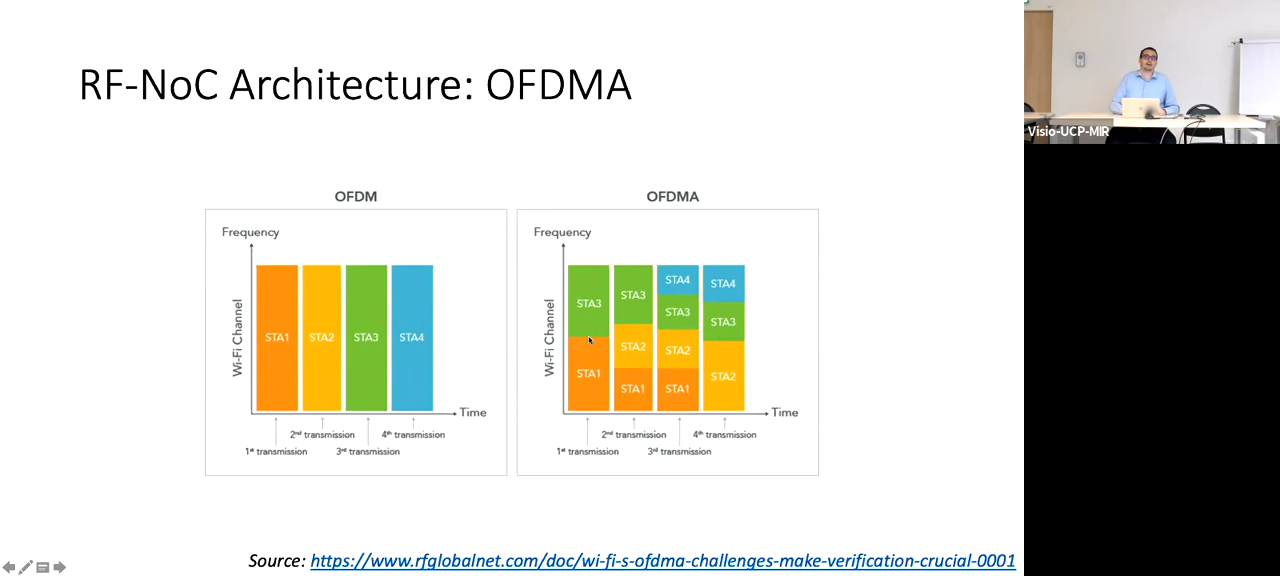 RF-NoC Architecture: OFDMA
Visio-UCP-MIR
OFDM
Frequency
Wi-Fi Channel
STA1
STA2
STA3
STA4
Time
2nd transmission
4th transmission
1st transmission
3rd transmission
OFDMA
Frequency
Wi-Fi Channel
STA3
STA1
STA3
STA2
STA1
STA4
STA3
STA2
STA1
STA4
STA3
STA2
Time
2nd transmission
4th transmission
1st transmission
3rd transmission
Source: https://www.rfglobalnet.com/doc/wi-fi-s-ofdma-challenges-make-verification-crucial-0001